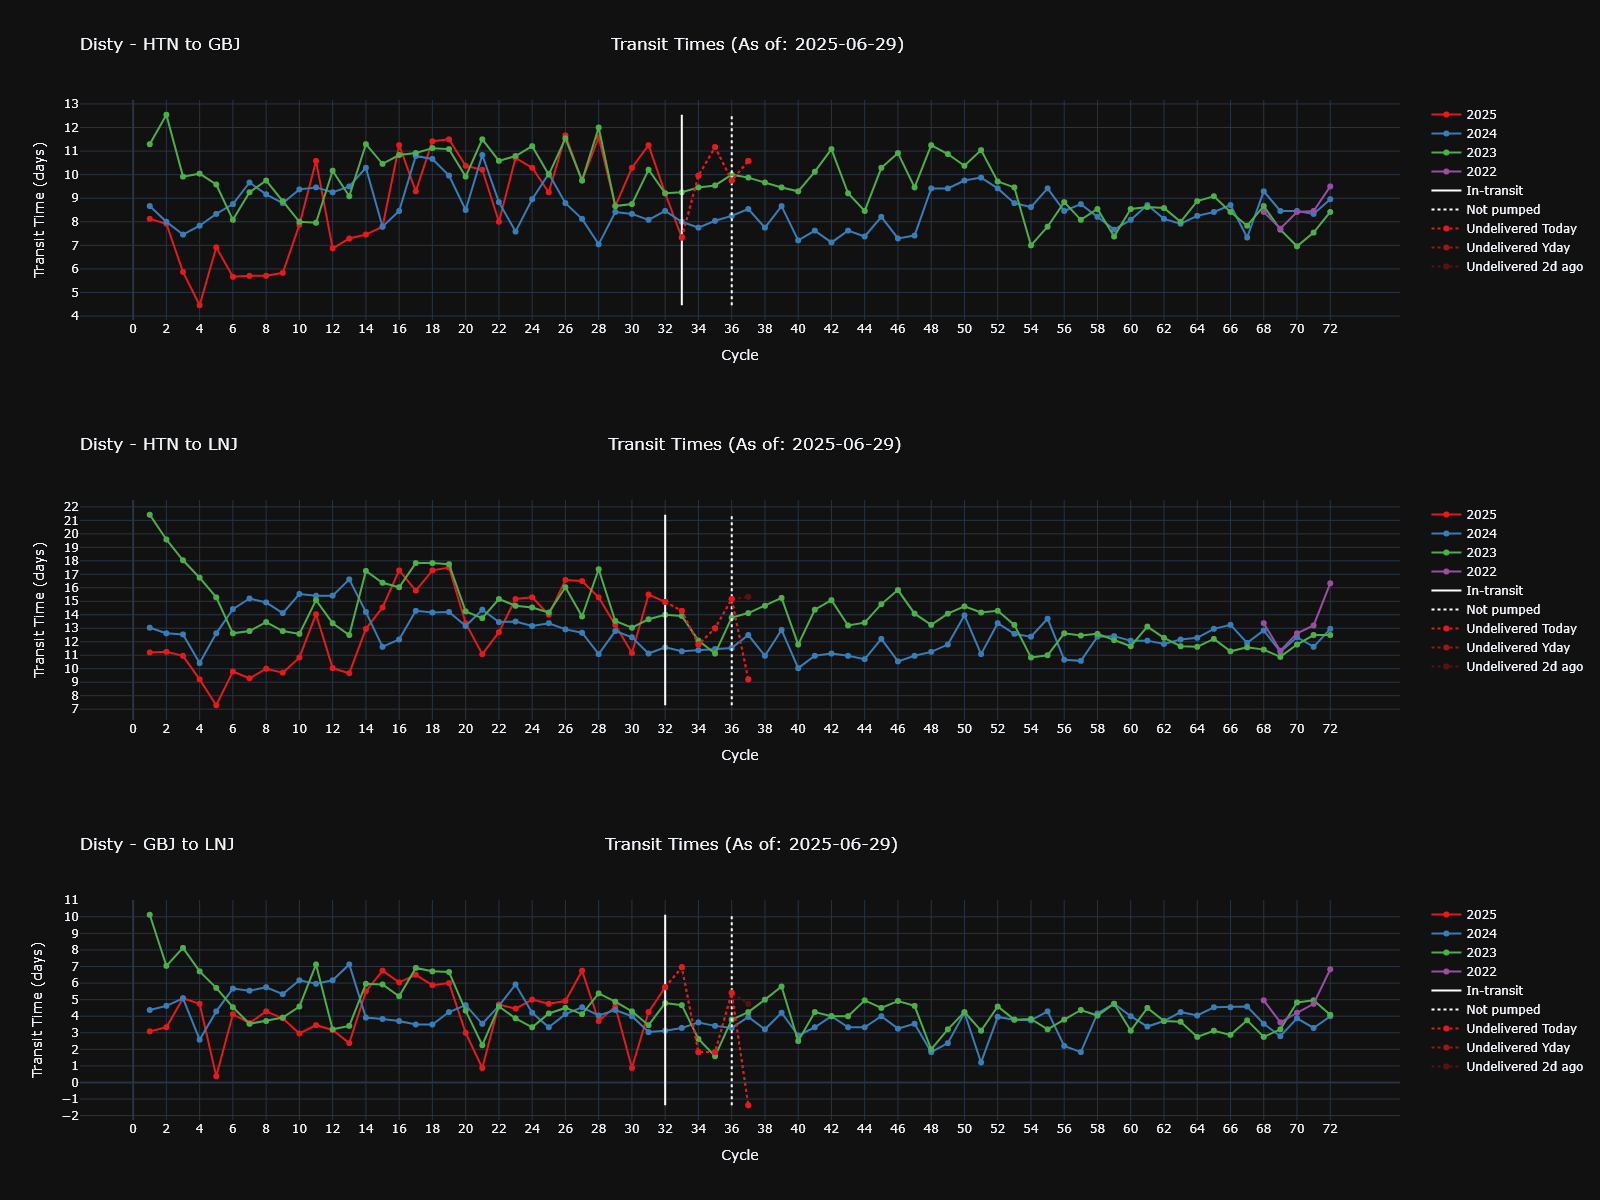 Disty - HTN to GBJ
Transit Times (As of: 2025-06-29)
Transit Time (days)
13
12
11
10
9
8
7
6
5
4
0 2 4 6 8 10 12 14 16 18 20 22 24 26 28 30 32 34 36 38 40 42 44 46 48 50 52 54 56 58 60 62 64 66 68 70 72
Cycle
2025
2024
2023
2022
In-transit
Not pumped
Undelivered Today
Undelivered Yday
Undelivered 2d ago
Disty - HTN to LNJ
Transit Times (As of: 2025-06-29)
Transit Time (days)
22
21
20
19
18
17
16
15
14
13
12
11
10
9
8
7
0 2 4 6 8 10 12 14 16 18 20 22 24 26 28 30 32 34 36 38 40 42 44 46 48 50 52 54 56 58 60 62 64 66 68 70 72
Cycle
2025
2024
2023
2022
In-transit
Not pumped
Undelivered Today
Undelivered Yday
Undelivered 2d ago
Disty - GBJ to LNJ
Transit Times (As of: 2025-06-29)
Transit Time (days)
11
10
9
8
7
6
5
4
3
2
1
0
−1
−2
0 2 4 6 8 10 12 14 16 18 20 22 24 26 28 30 32 34 36 38 40 42 44 46 48 50 52 54 56 58 60 62 64 66 68 70 72
Cycle
2025
2024
2023
2022
In-transit
Not pumped
Undelivered Today
Undelivered Yday
Undelivered 2d ago